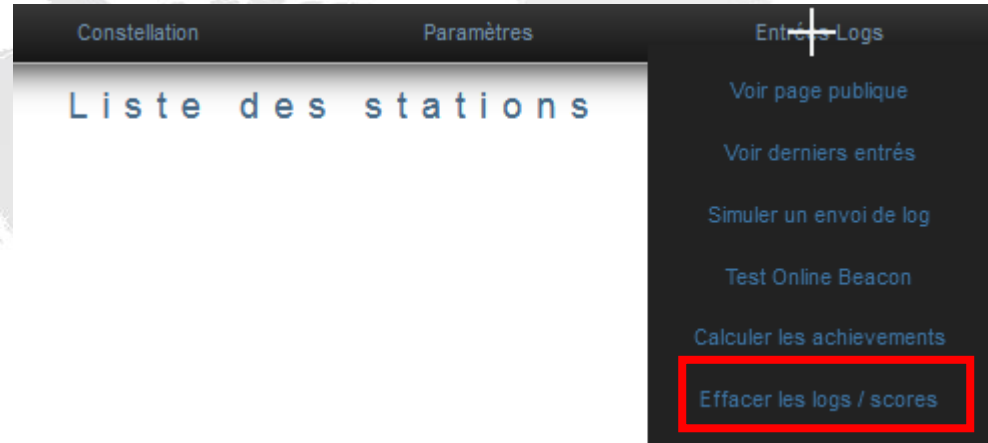 Constellation Paramètres Entrées Logs
Liste des stations
Voir page publique
Voir derniers entrés
Simuler un envoi de log
Test Online Beacon
Calculer les achievements
Effacer les logs / scores